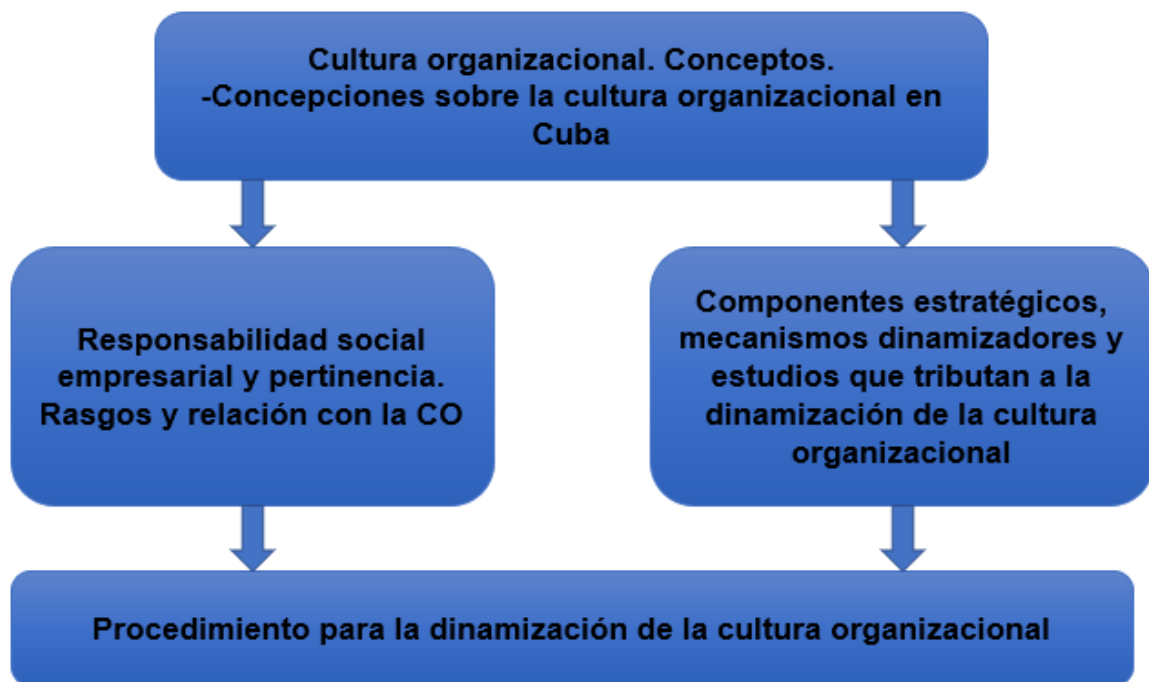 Cultura organizacional. Conceptos.
-Concepciones sobre la cultura organizacional en
Cuba
Responsabilidad social
empresarial y pertinencia.
Rasgos y relación con la CO
Componentes estratégicos,
mecanismos dinamizadores y
estudios que tributan a la
dinamización de la cultura
organizacional
Procedimiento para la dinamización de la cultura organizacional